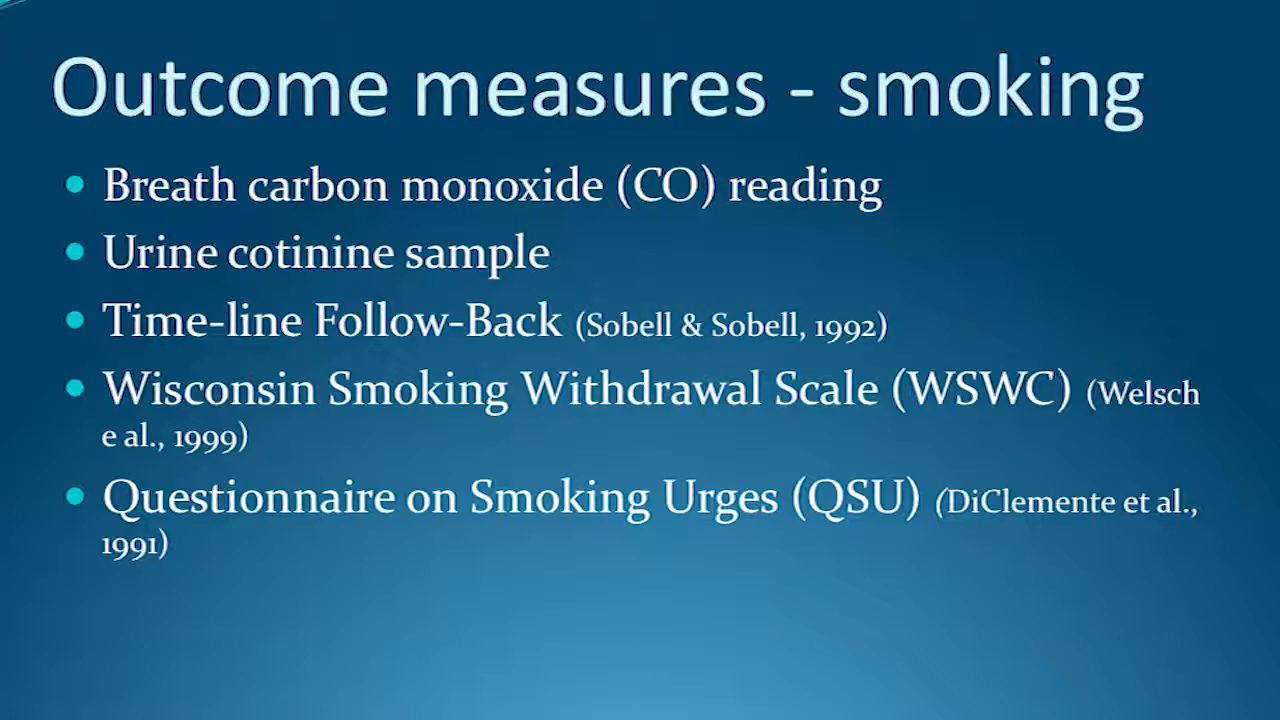 Outcome measures - smoking
• Breath carbon monoxide (CO) reading
• Urine cotinine sample
• Time-line Follow-Back (Sobell & Sobell, 1992)
• Wisconsin Smoking Withdrawal Scale (WSWC) (Welsch
e al., 1999)
• Questionnaire on Smoking Urges (QSU) (DiClemente et al.,
1991)